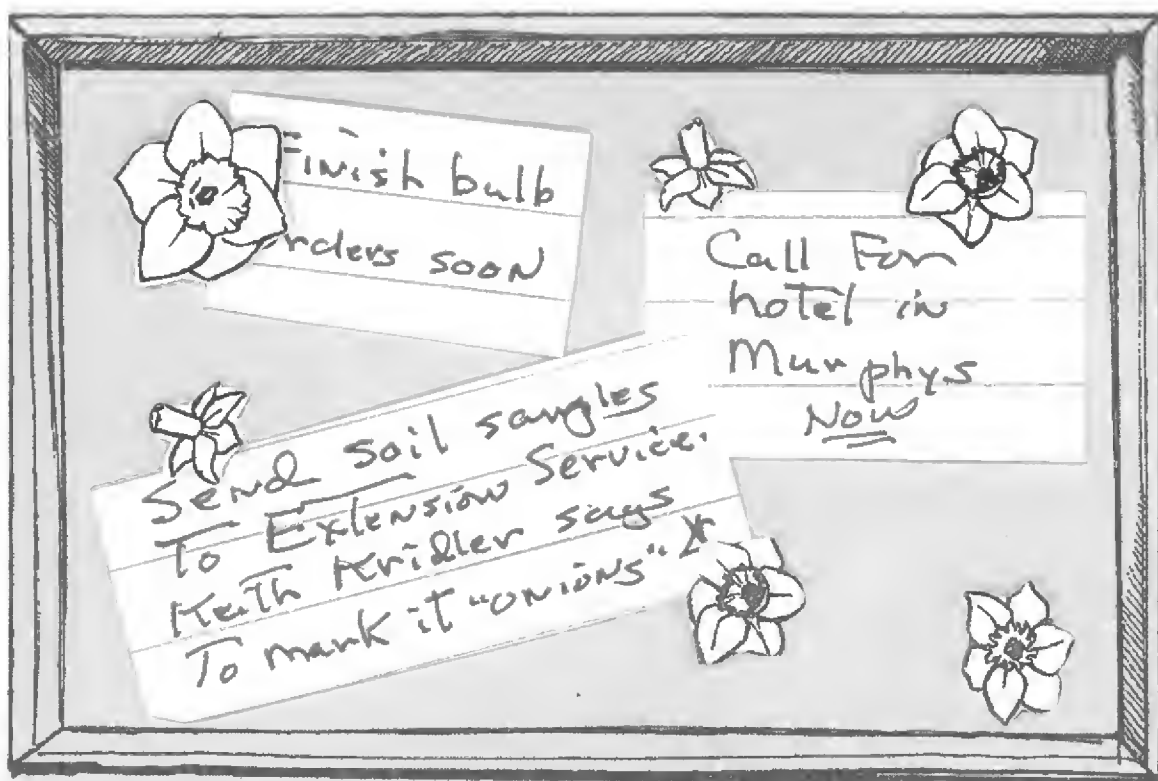 Finish bulb
orders soon
Call For
hotel in
Murphys
Now
Send soil samples
To Extension Service.
Keith Kridler says
To mark it "onions".*